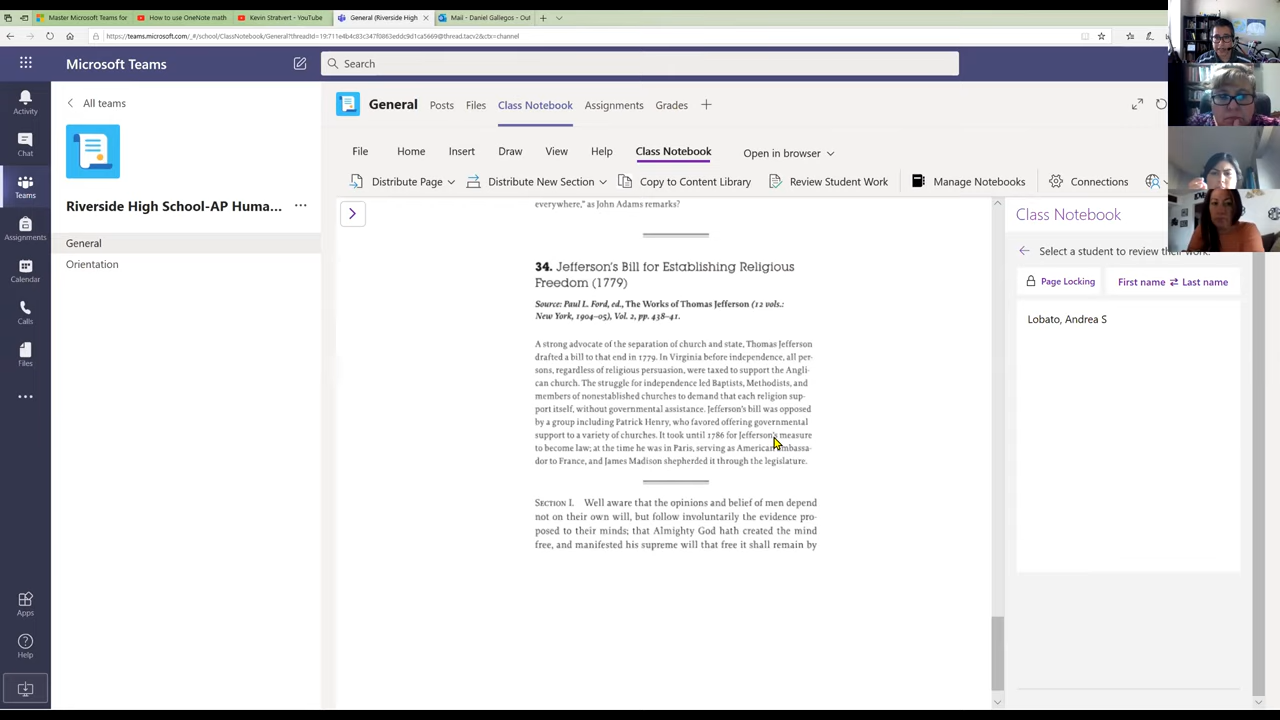 Master Microsoft Teams for
How to use OneNote math
Kevin Stratvert - YouTube
General (Riverside High
Mail - Daniel Gallegos - Out
https://teams.microsoft.com/_#/school/ClassNotebook/General?threadId=19:711e4b4c83c347f0863eddc9d1ca5669@thread.tacv2&ctx=channel
Microsoft Teams
Search
Activity
Chat
Teams
Assignments
Calendar
Calls
Files
Apps
Help
All teams
Riverside High School-AP Huma...
General
Orientation
General Posts Files Class Notebook Assignments Grades
File Home Insert Draw View Help Class Notebook Open in browser
Distribute Page Distribute New Section Copy to Content Library Review Student Work Manage Notebooks Connections
everywhere," as John Adams remarks?
34. Jefferson's Bill for Establishing Religious
Freedom (1779)
Source: Paul L. Ford, ed., The Works of Thomas Jefferson (12 vols.:
New York, 1904–05), Vol. 2, pp. 438–41.
A strong advocate of the separation of church and state, Thomas Jefferson
drafted a bill to that end in 1779. In Virginia before independence, all per-
sons, regardless of religious persuasion, were taxed to support the Angli-
can church. The struggle for independence led Baptists, Methodists, and
members of nonestablished churches to demand that each religion sup-
port itself, without governmental assistance. Jefferson's bill was opposed
by a group including Patrick Henry, who favored offering governmental
support to a variety of churches. It took until 1786 for Jefferson's measure
to become law; at the time he was in Paris, serving as American ambassa-
dor to France, and James Madison shepherded it through the legislature.
SECTION I. Well aware that the opinions and belief of men depend
not on their own will, but follow involuntarily the evidence pro-
posed to their minds; that Almighty God hath created the mind
free, and manifested his supreme will that free it shall remain by
Class Notebook
Select a student to review their work.
Page Locking
First name ⇄ Last name
Lobato, Andrea S